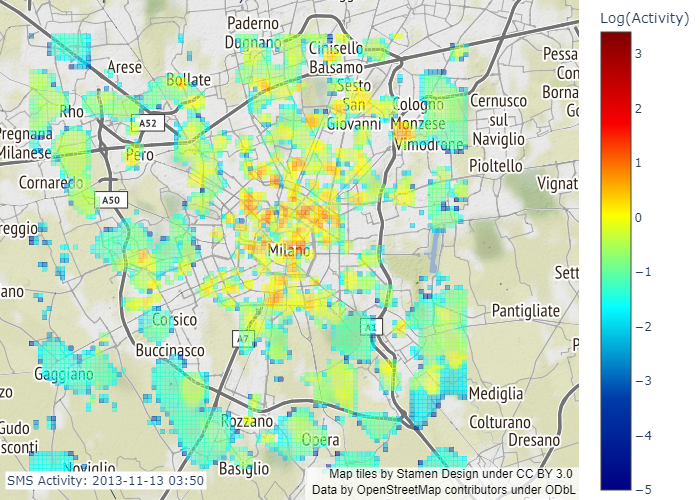 Log(Activity)
3
2
1
0
−1
−2
−3
−4
−5
Paderno
Dugnano
Cinisello
Balsamo
Arese
Bollate
Sesto
San
Giovanni
Cologno
Monzese
Cernusco
sul
Naviglio
Pessa
Con
Borna
Go
Rho
A52
Pregnana
Milanese
Pero
Vimodrone
Pioltello
Cornaredo
Vignat
A50
reggio
Milano
Sett
ano
Pantigliate
Corsico
A7
A1
Buccinasco
P
Gaggiano
Mediglia
zo
Rozzano
Colturano
Gudo
sconti
Opera
Dresano
Noviglio
Basiglio
SMS Activity: 2013-11-13 03:50
Map tiles by Stamen Design under CC BY 3.0
Data by OpenStreetMap contributors under ODbL